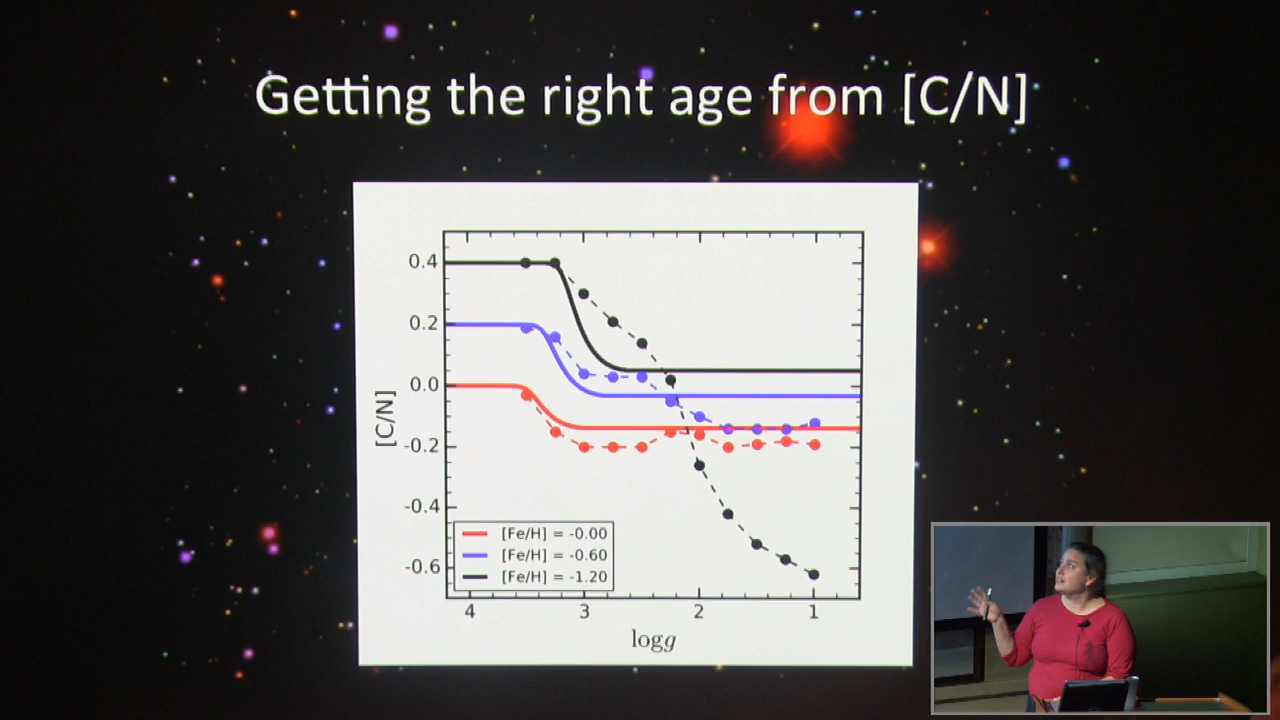 Getting the right age from [C/N]
0.4
0.2
0.0
-0.2
-0.4
-0.6
[C/N]
[Fe/H] = -0.00
[Fe/H] = -0.60
[Fe/H] = -1.20
4 3 2 1
log g